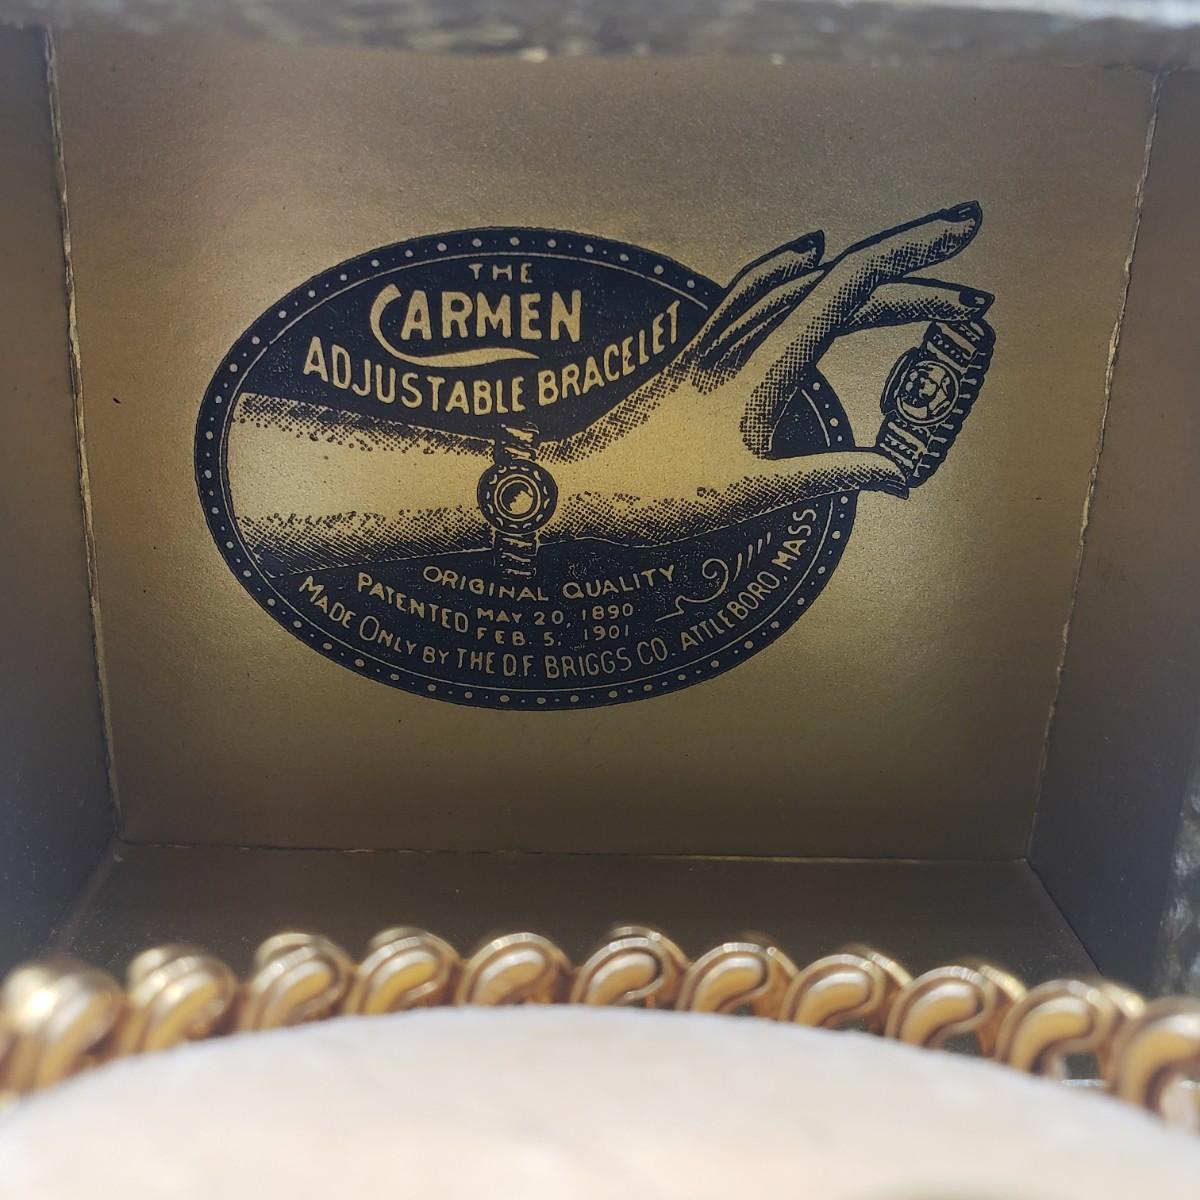 THE
CARMEN
ADJUSTABLE BRACELET
ORIGINAL QUALITY
PATENTED MAY 20, 1890
FEB. 5, 1901
MADE ONLY BY THE D.F. BRIGGS CO. ATTLEBORO, MASS